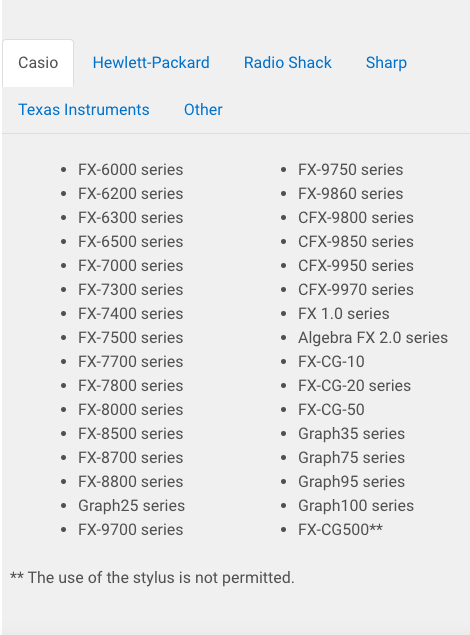 Casio
Hewlett-Packard
Radio Shack
Sharp
Texas Instruments
Other
• FX-6000 series
• FX-6200 series
• FX-6300 series
• FX-6500 series
• FX-7000 series
• FX-7300 series
• FX-7400 series
• FX-7500 series
• FX-7700 series
• FX-7800 series
• FX-8000 series
• FX-8500 series
• FX-8700 series
• FX-8800 series
• Graph25 series
• FX-9700 series
• FX-9750 series
• FX-9860 series
• CFX-9800 series
• CFX-9850 series
• CFX-9950 series
• CFX-9970 series
• FX 1.0 series
• Algebra FX 2.0 series
• FX-CG-10
• FX-CG-20 series
• FX-CG-50
• Graph35 series
• Graph75 series
• Graph95 series
• Graph100 series
• FX-CG500**
** The use of the stylus is not permitted.